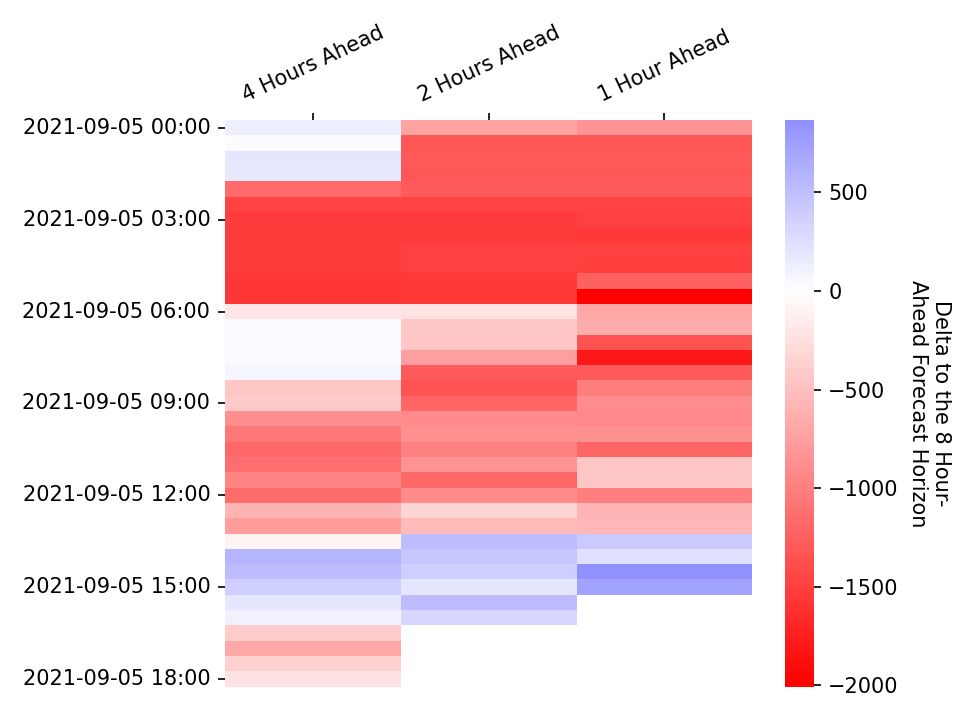 4 Hours Ahead
2 Hours Ahead
1 Hour Ahead
2021-09-05 00:00
2021-09-05 03:00
2021-09-05 06:00
2021-09-05 09:00
2021-09-05 12:00
2021-09-05 15:00
2021-09-05 18:00
500
0
−500
−1000
−1500
−2000
Delta to the 8 Hour-
Ahead Forecast Horizon